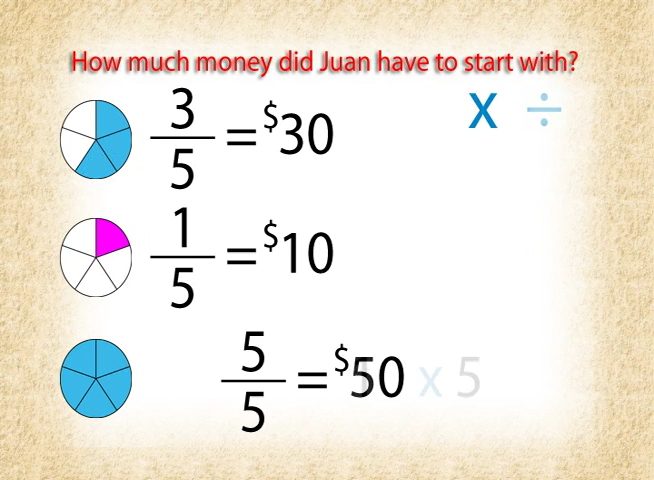 How much money did Juan have to start with?
x ÷
3/5 = $30
1/5 = $10
5/5 = $50 x 5